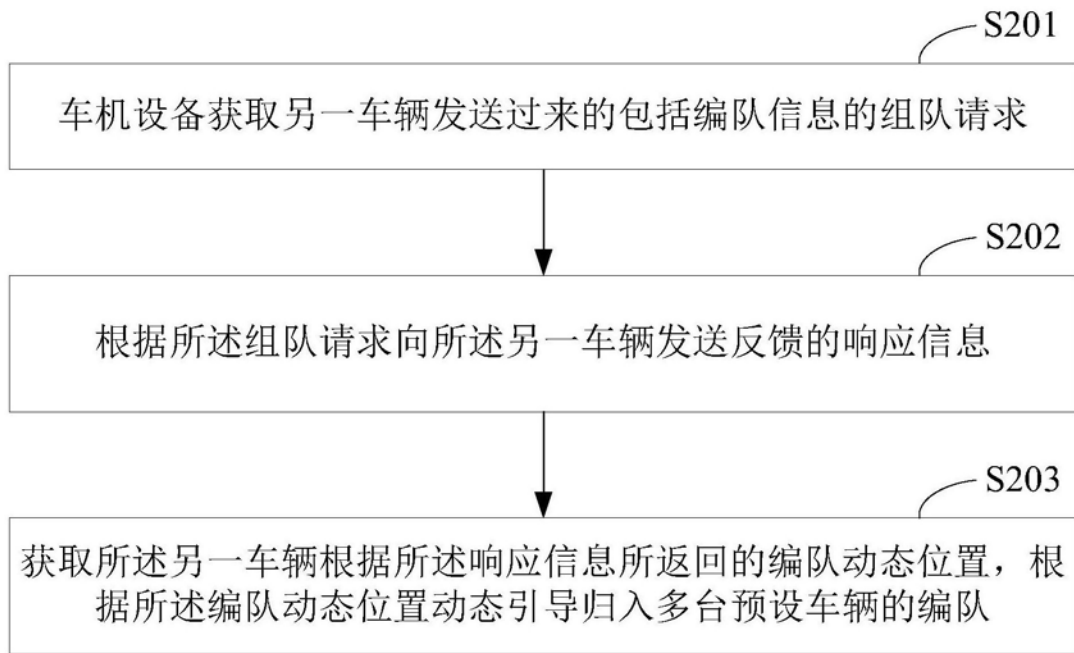 S201
车机设备获取另一车辆发送过来的包括编队信息的组队请求
S202
根据所述组队请求向所述另一车辆发送反馈的响应信息
S203
获取所述另一车辆根据所述响应信息所返回的编队动态位置，根
据所述编队动态位置动态引导归入多台预设车辆的编队